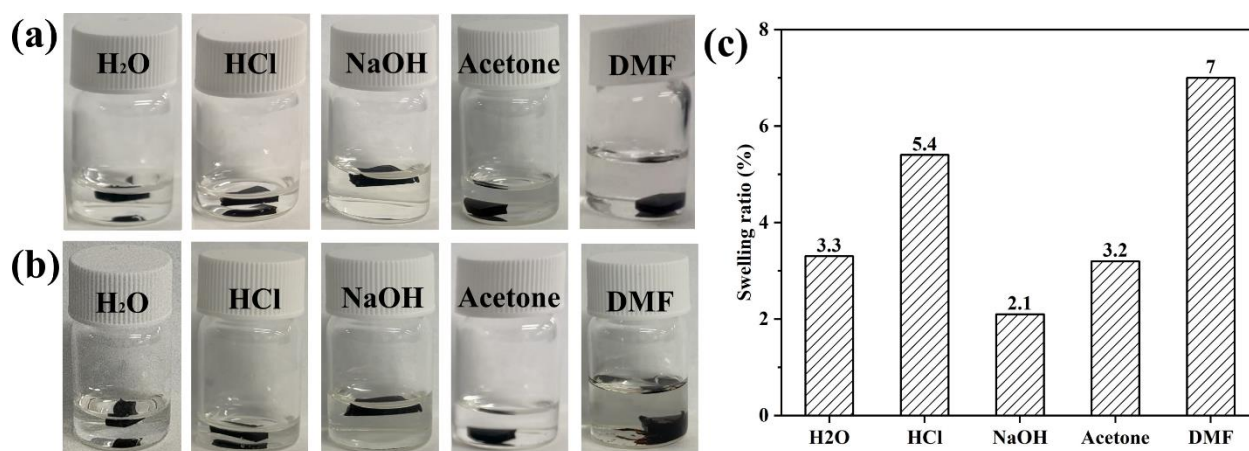 (a)
H₂O
HCl
NaOH
Acetone
DMF
(b)
H₂O
HCl
NaOH
Acetone
DMF
(c)
Swelling ratio (%)
8
6
4
2
0
3.3
5.4
2.1
3.2
7
H2O
HCl
NaOH
Acetone
DMF